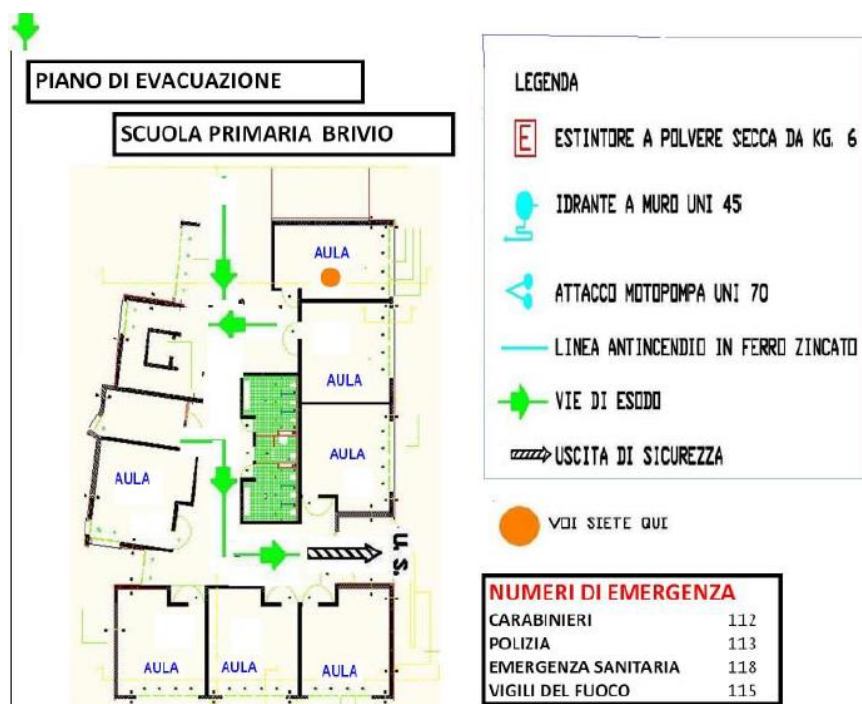 PIANO DI EVACUAZIONE
SCUOLA PRIMARIA BRIVIO
AULA
AULA
AULA
AULA
U. S.
AULA
AULA
AULA
LEGENDA
E ESTINTORE A POLVERE SECCA DA KG. 6
IDRANTE A MURO UNI 45
ATTACCO MOTOPOMPA UNI 70
LINEA ANTINCENDIO IN FERRO ZINCATO
VIE DI ESODO
USCITA DI SICUREZZA
VOI SIETE QUI
NUMERI DI EMERGENZA
CARABINIERI 112
POLIZIA 113
EMERGENZA SANITARIA 118
VIGILI DEL FUOCO 115